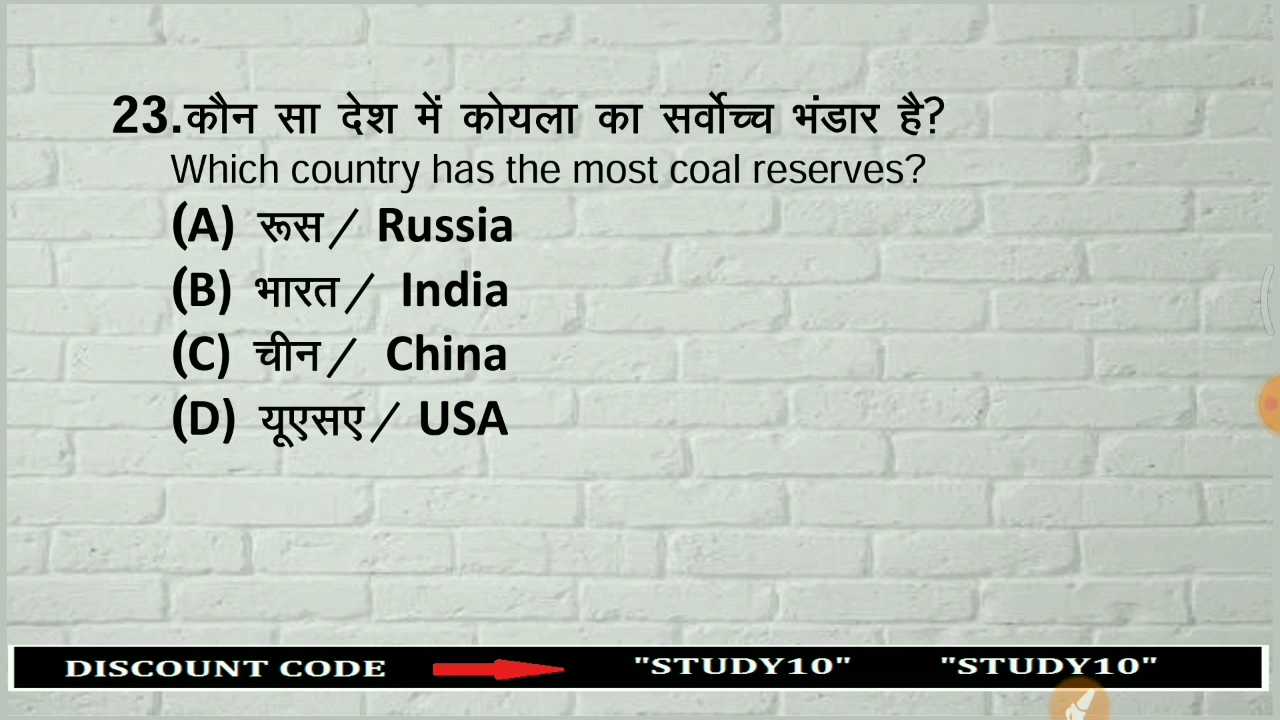 23.कौन सा देश में कोयला का सर्वोच्च भंडार है?
Which country has the most coal reserves?
(A) रूस/ Russia
(B) भारत/ India
(C) चीन/ China
(D) यूएसए/ USA
DISCOUNT CODE "STUDY10" "STUDY10"